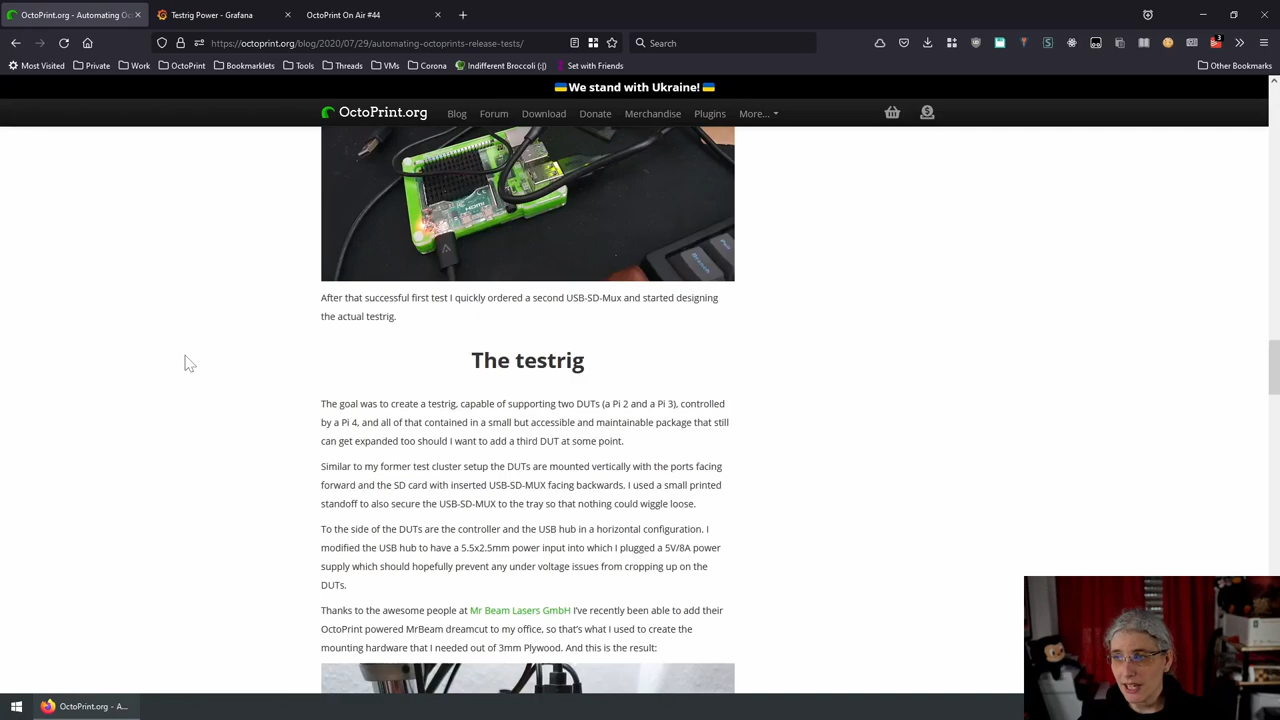 OctoPrint.org - Automating Oc
Testrig Power - Grafana
OctoPrint On Air #44
https://octoprint.org/blog/2020/07/29/automating-octoprints-release-tests/
Search
3
Most Visited
Private
Work
OctoPrint
Bookmarklets
Tools
Threads
VMs
Corona
Indifferent Broccoli (;|)
Set with Friends
Other Bookmarks
We stand with Ukraine!
OctoPrint.org
Blog
Forum
Download
Donate
Merchandise
Plugins
More...
HDMI
After that successful first test I quickly ordered a second USB-SD-Mux and started designing
the actual testrig.
The testrig
The goal was to create a testrig, capable of supporting two DUTs (a Pi 2 and a Pi 3), controlled
by a Pi 4, and all of that contained in a small but accessible and maintainable package that still
can get expanded too should I want to add a third DUT at some point.
Similar to my former test cluster setup the DUTs are mounted vertically with the ports facing
forward and the SD card with inserted USB-SD-MUX facing backwards. I used a small printed
standoff to also secure the USB-SD-MUX to the tray so that nothing could wiggle loose.
To the side of the DUTs are the controller and the USB hub in a horizontal configuration. I
modified the USB hub to have a 5.5x2.5mm power input into which I plugged a 5V/8A power
supply which should hopefully prevent any under voltage issues from cropping up on the
DUTs.
Thanks to the awesome people at Mr Beam Lasers GmbH I've recently been able to add their
OctoPrint powered MrBeam dreamcut to my office, so that's what I used to create the
mounting hardware that I needed out of 3mm Plywood. And this is the result:
OctoPrint.org - A...